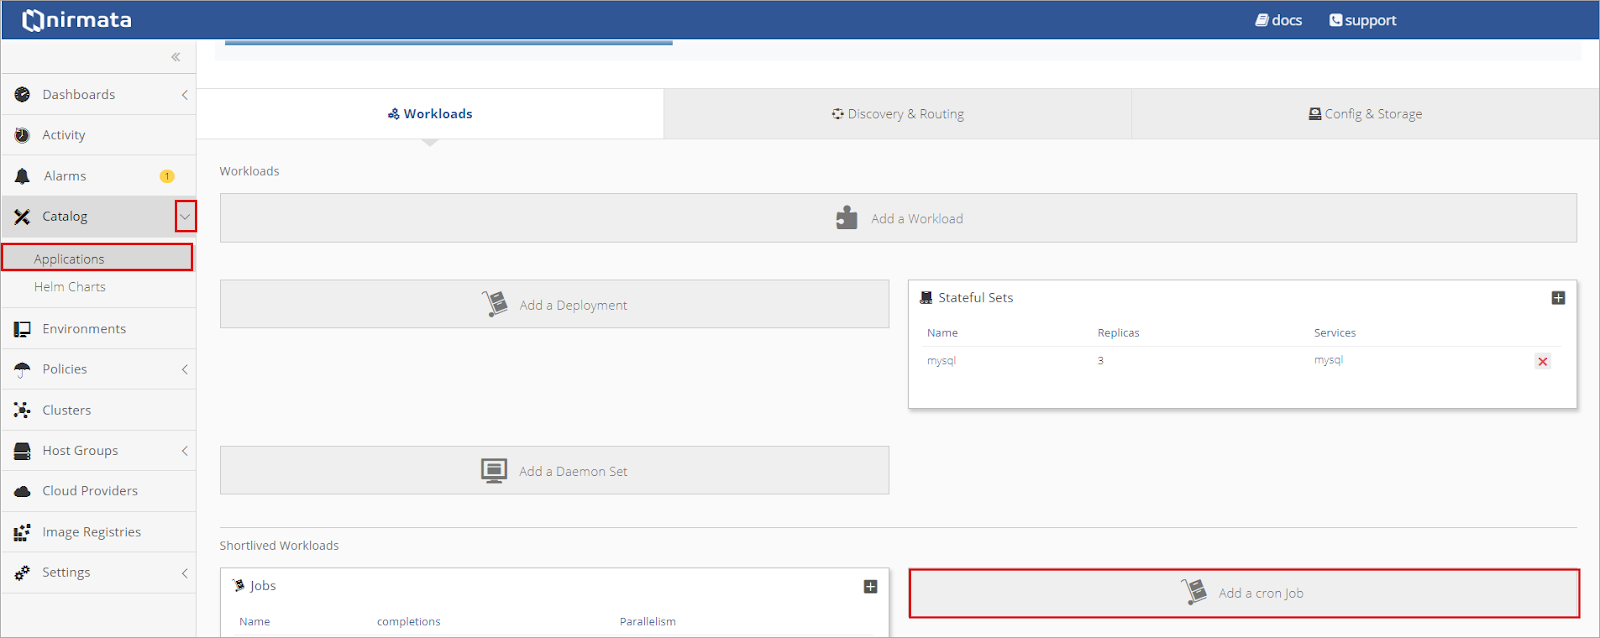 nirmata
docs
support
Dashboards
Activity
Alarms 1
Catalog
Applications
Helm Charts
Environments
Policies
Clusters
Host Groups
Cloud Providers
Image Registries
Settings
Workloads
Discovery & Routing
Config & Storage
Workloads
Add a Workload
Add a Deployment
Stateful Sets
Name Replicas Services
mysql 3 mysql
Add a Daemon Set
Shortlived Workloads
Jobs
Name completions Parallelism
Add a cron Job